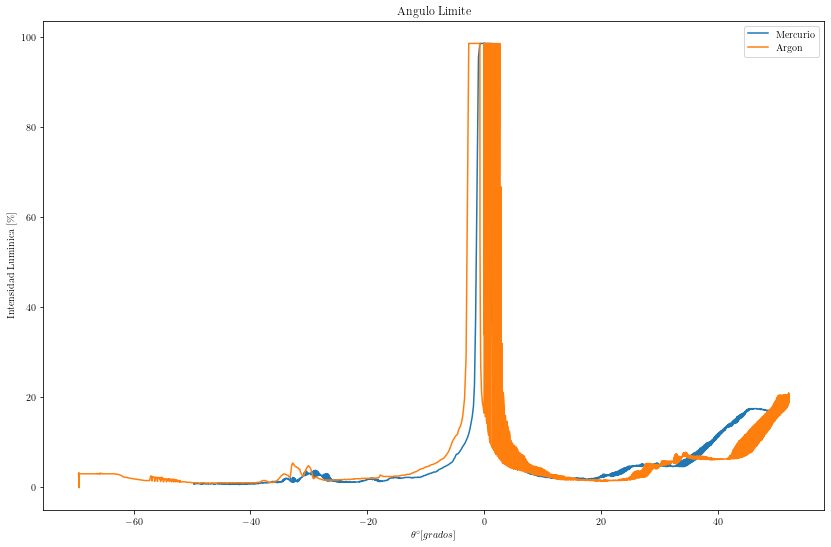 Angulo Limite
Mercurio
Argon
Intensidad Luminica [%]
100
80
60
40
20
0
−60
−40
−20
0
20
40
θ°[grados]